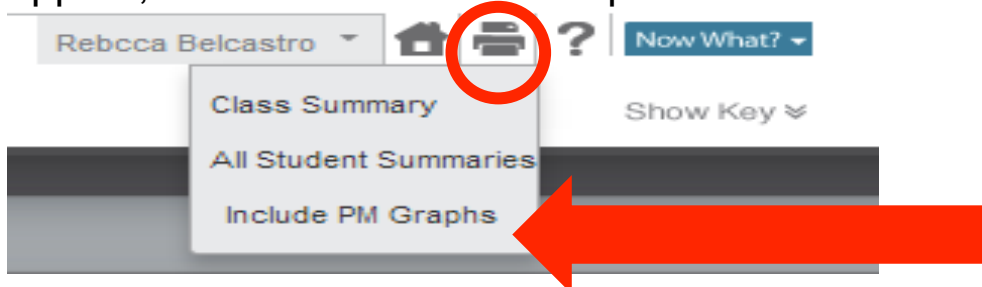 Rebcca Belcastro ? Now What?
Class Summary Show Key
All Student Summaries
Include PM Graphs